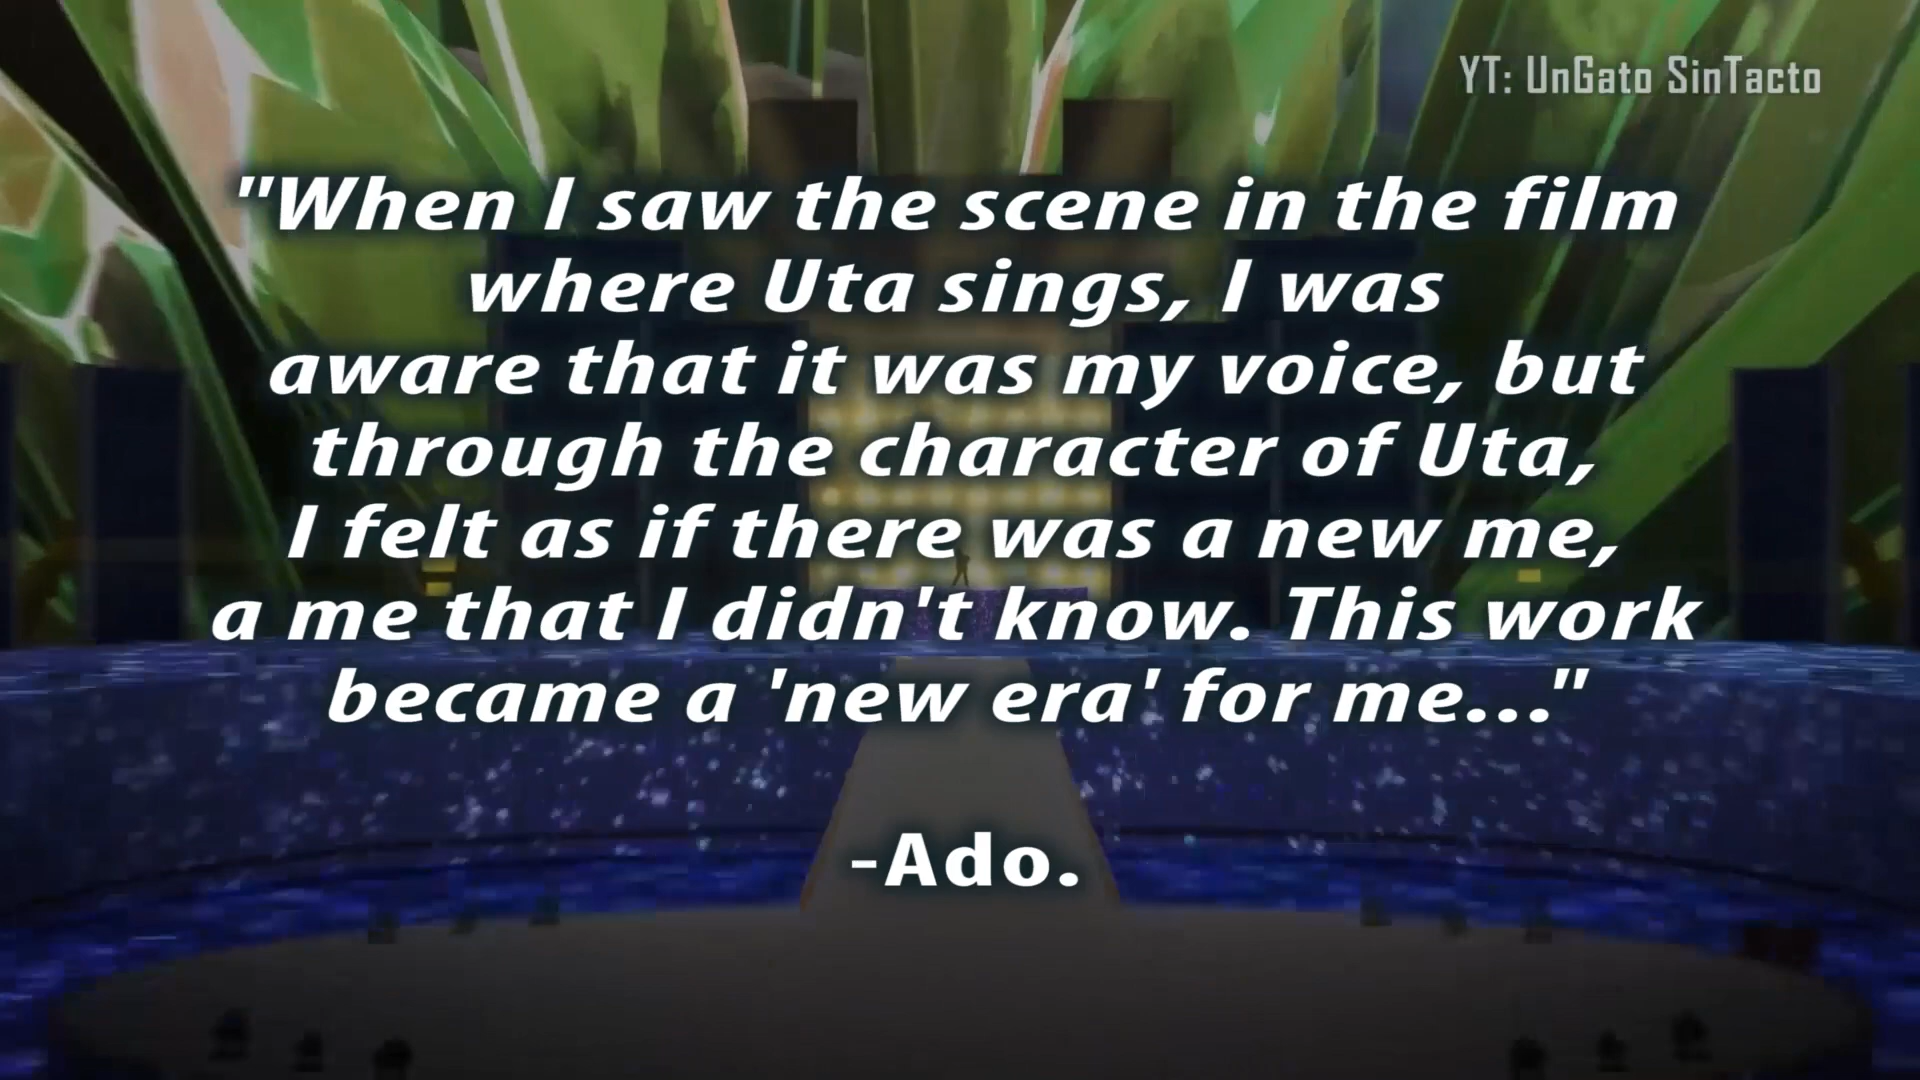 YT: UnGato SinTacto
"When I saw the scene in the film
where Uta sings, I was
aware that it was my voice, but
through the character of Uta,
I felt as if there was a new me,
a me that I didn't know. This work
became a 'new era' for me..."
-Ado.